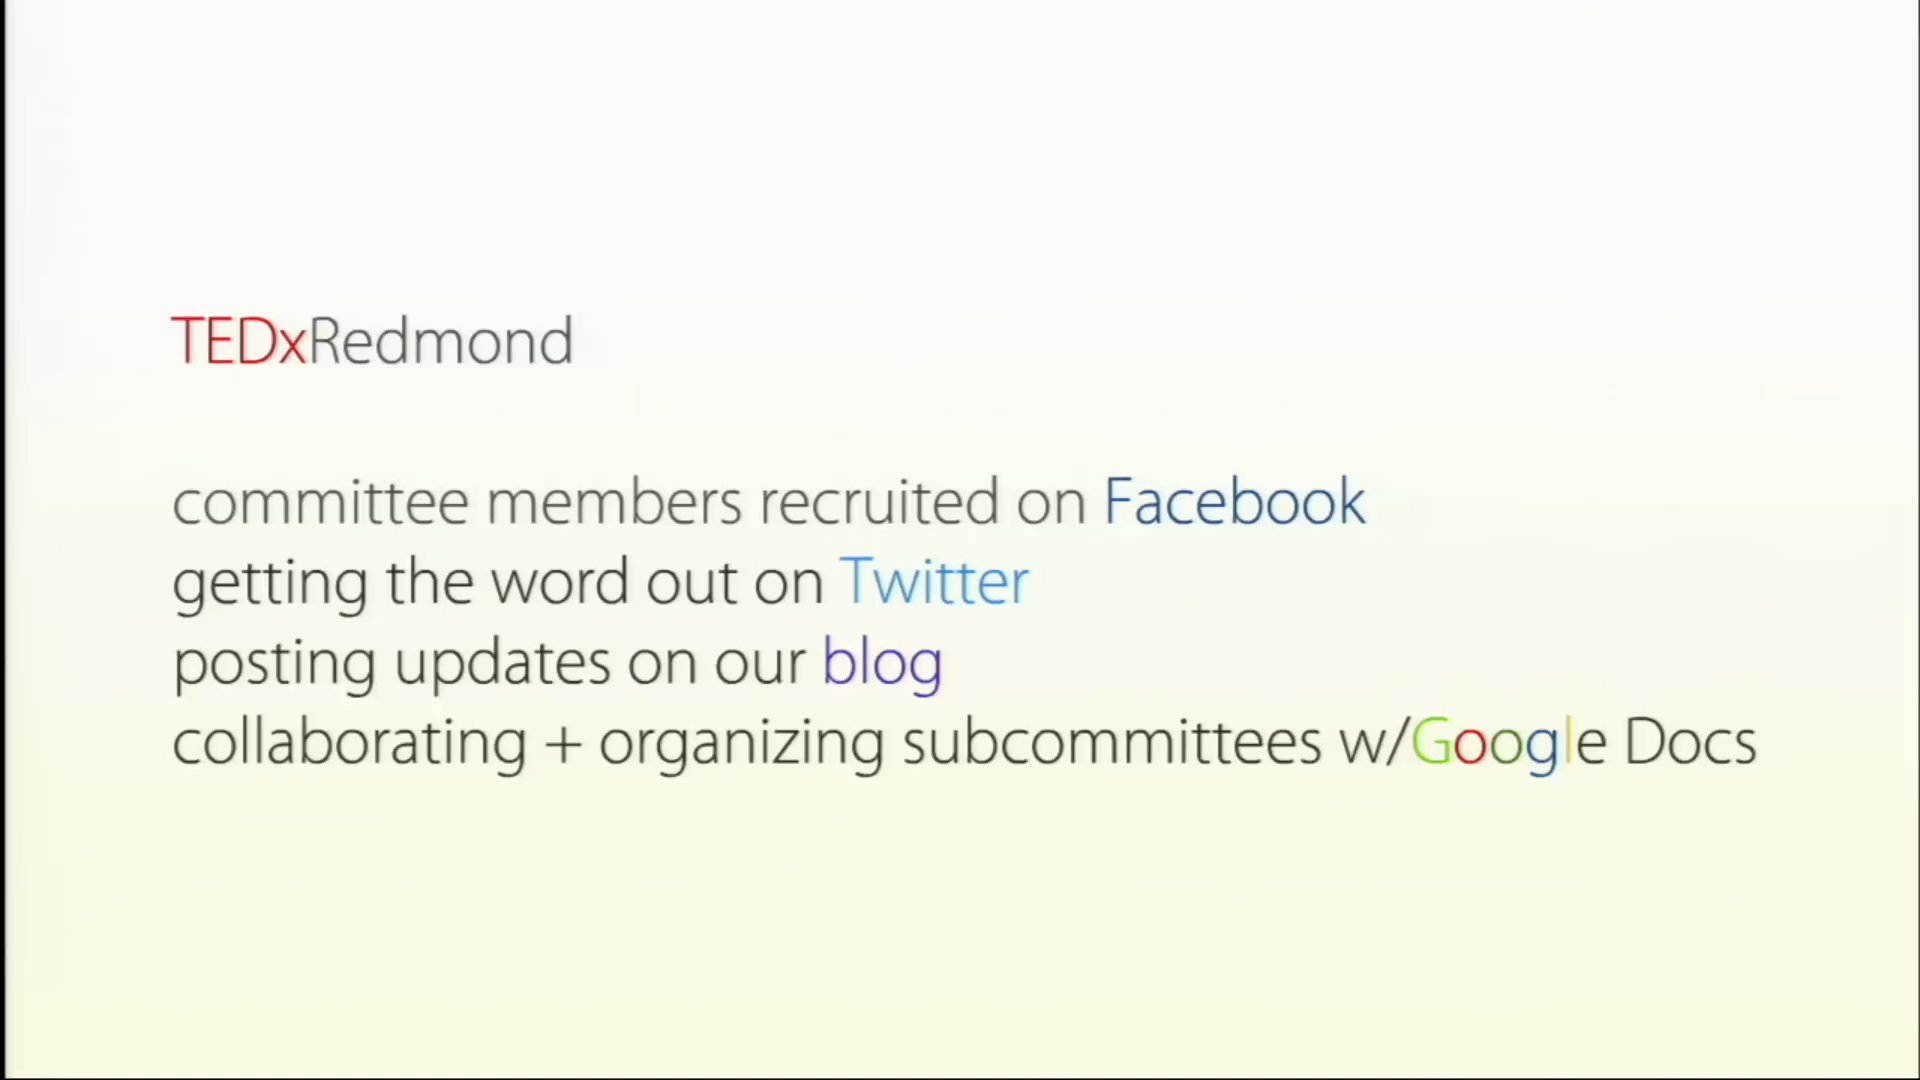 TEDxRedmond
committee members recruited on Facebook
getting the word out on Twitter
posting updates on our blog
collaborating + organizing subcommittees w/Google Docs